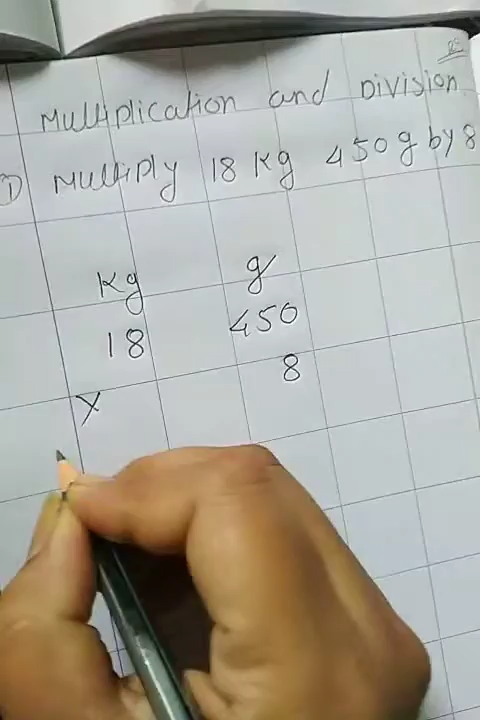 Multiplication and Division
1) Multiply 18 Kg 450 g by 8
Kg g
18 450
8
X